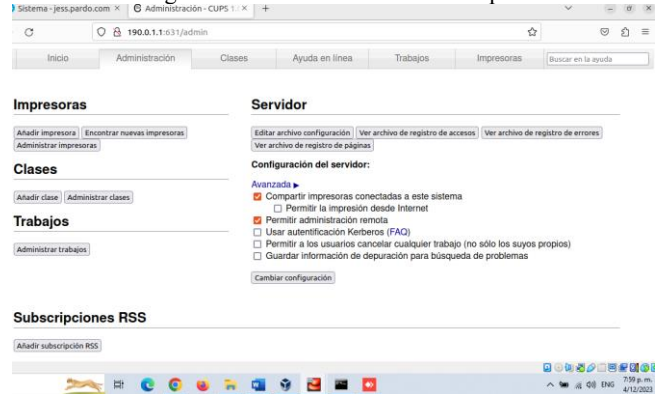 Sistema - jess.pardo.com
Administración - CUPS 1.
190.0.1.1:631/admin
Inicio Administración Clases Ayuda en línea Trabajos Impresoras Buscar en la ayuda
Impresoras
Añadir impresora Encontrar nuevas impresoras
Administrar impresoras
Clases
Añadir clase Administrar clases
Trabajos
Administrar trabajos
Servidor
Editar archivo configuración Ver archivo de registro de accesos Ver archivo de registro de errores
Ver archivo de registro de páginas
Configuración del servidor:
Avanzada ▸
Compartir impresoras conectadas a este sistema
Permitir la impresión desde Internet
Permitir administración remota
Usar autentificación Kerberos (FAQ)
Permitir a los usuarios cancelar cualquier trabajo (no sólo los suyos propios)
Guardar información de depuración para búsqueda de problemas
Cambiar configuración
Subscripciones RSS
Añadir subscripción RSS
ENG
7:59 p. m.
4/12/2023